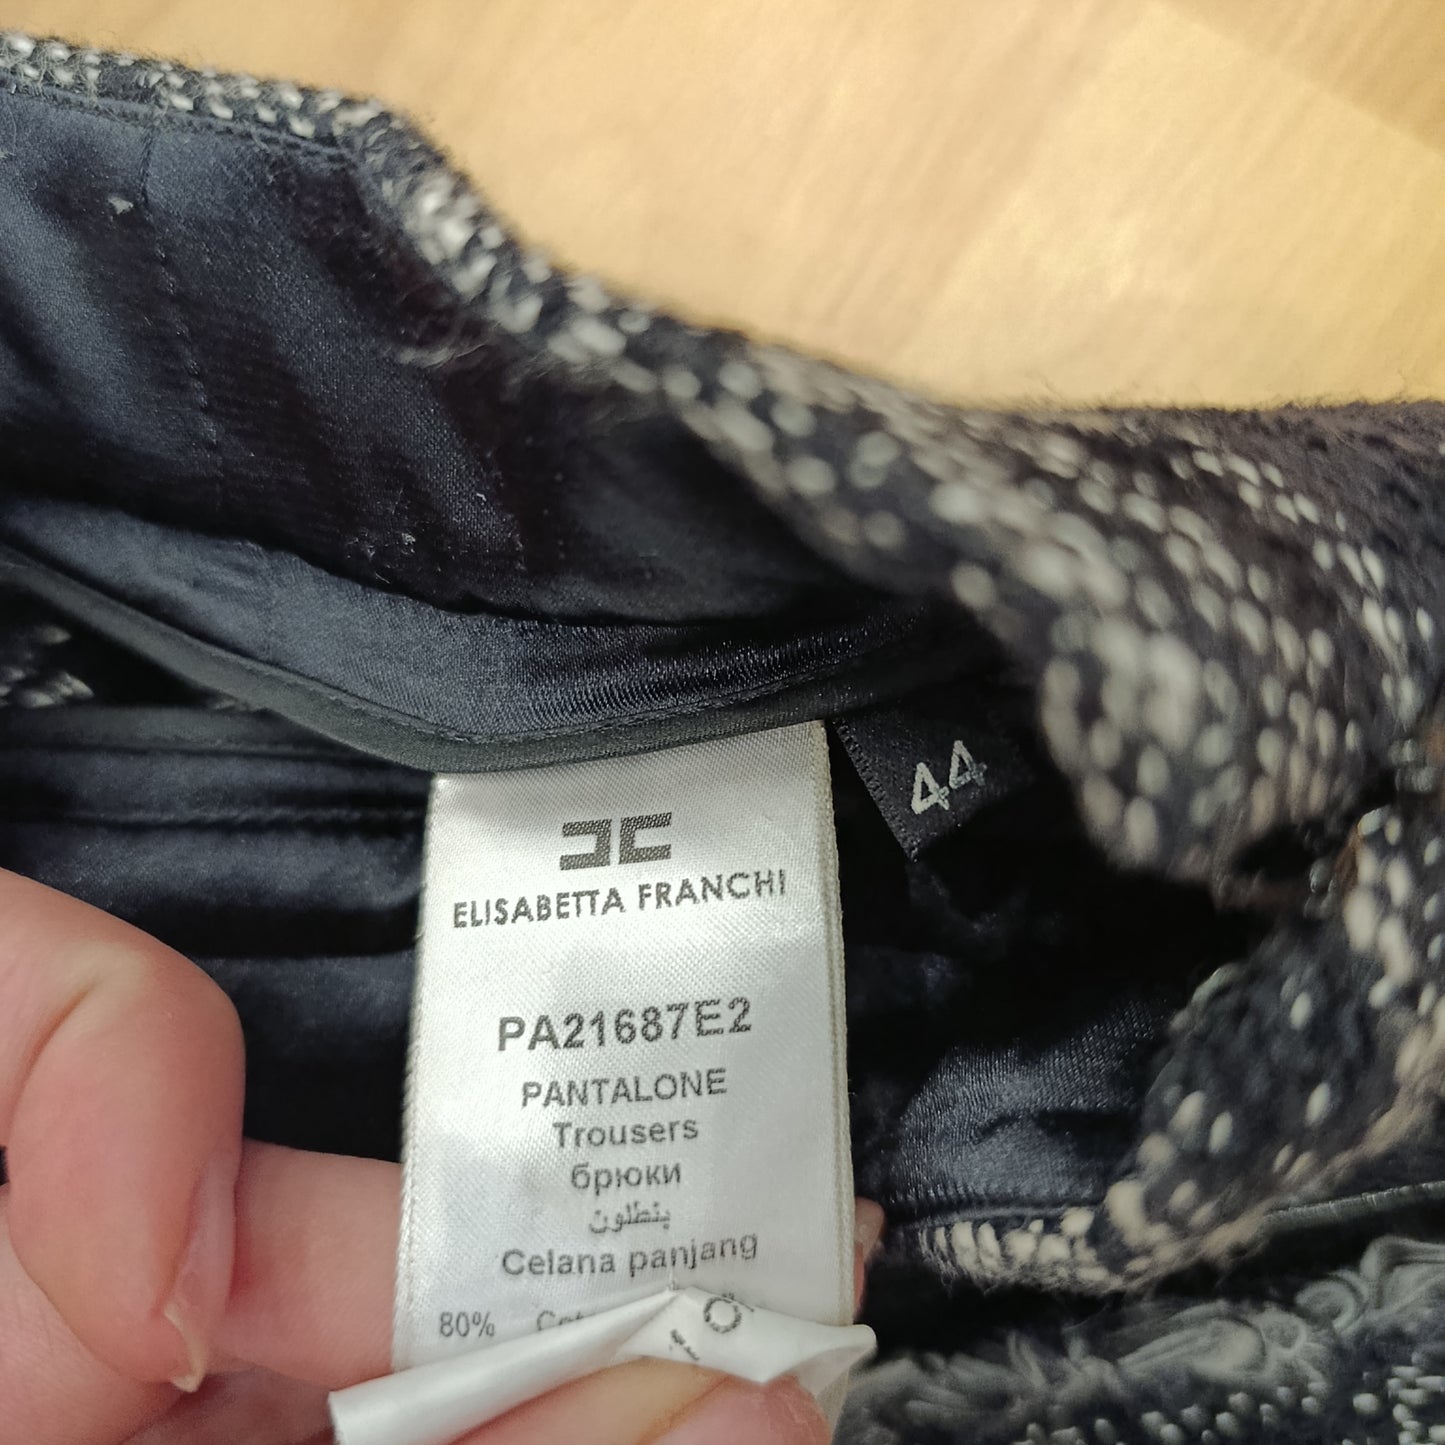 44
ELISABETTA FRANCHI
PA21687E2
PANTALONE
Trousers
брюки
بنطلون
Celana panjang
80%